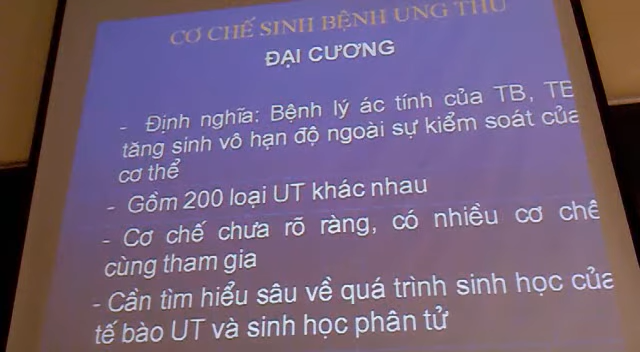 CƠ CHẾ SINH BỆNH UNG THƯ
ĐẠI CƯƠNG
- Định nghĩa: Bệnh lý ác tính của TB, TB
tăng sinh vô hạn độ ngoài sự kiểm soát của
cơ thể
- Gồm 200 loại UT khác nhau
- Cơ chế chưa rõ ràng, có nhiều cơ chế
cùng tham gia
- Cần tìm hiểu sâu về quá trình sinh học của
tế bào UT và sinh học phân tử